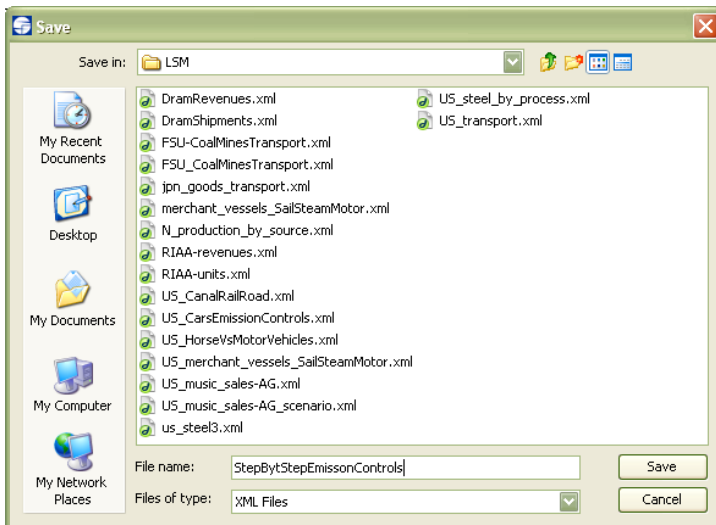 Save
Save in:
LSM
My Recent
Documents
Desktop
My Documents
My Computer
My Network
Places
DramRevenues.xml
DramShipments.xml
FSU-CoalMinesTransport.xml
FSU_CoalMinesTransport.xml
jpn_goods_transport.xml
merchant_vessels_SailSteamMotor.xml
N_production_by_source.xml
RIAA-revenues.xml
RIAA-units.xml
US_CanalRailRoad.xml
US_CarsEmissionControls.xml
US_HorseVsMotorVehicles.xml
US_merchant_vessels_SailSteamMotor.xml
US_music_sales-AG.xml
US_music_sales-AG_scenario.xml
us_steel3.xml
US_steel_by_process.xml
US_transport.xml
File name:
StepBytStepEmissonControls
Save
Files of type:
XML Files
Cancel